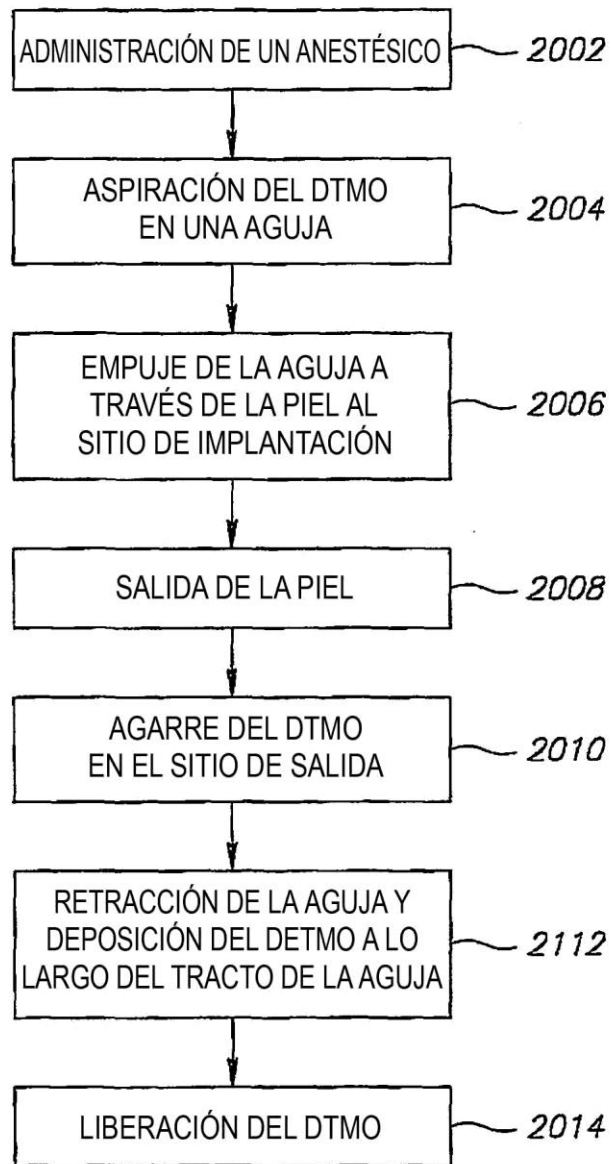 ADMINISTRACIÓN DE UN ANESTÉSICO 2002
ASPIRACIÓN DEL DTMO
EN UNA AGUJA
2004
EMPUJE DE LA AGUJA A
TRAVÉS DE LA PIEL AL
SITIO DE IMPLANTACIÓN
2006
SALIDA DE LA PIEL 2008
AGARRE DEL DTMO
EN EL SITIO DE SALIDA
2010
RETRACCIÓN DE LA AGUJA Y
DEPOSICIÓN DEL DETMO A LO
LARGO DEL TRACTO DE LA AGUJA
2112
LIBERACIÓN DEL DTMO 2014